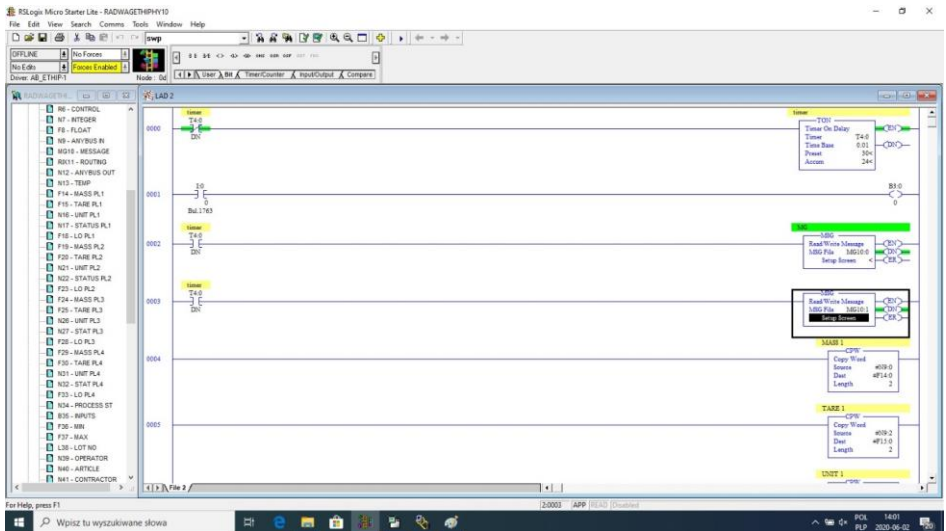 RSLogix Micro Starter Lite - RADWAGETHIPHY10
File Edit View Search Comms Tools Window Help
swp
OFFLINE No Forces
No Edits Forces Enabled
Driver: AB_ETHIP-1 Node : 0d
User Bit Timer/Counter Input/Output Compare
LAD 2
R6 - CONTROL
N7 - INTEGER
F8 - FLOAT
N9 - ANYBUS IN
MG10 - MESSAGE
RIX11 - ROUTING
N12 - ANYBUS OUT
N13 - TEMP
F14 - MASS PL1
F15 - TARE PL1
N16 - UNIT PL1
N17 - STATUS PL1
F18 - LO PL1
F19 - MASS PL2
F20 - TARE PL2
N21 - UNIT PL2
N22 - STATUS PL2
F23 - LO PL2
F24 - MASS PL3
F25 - TARE PL3
N26 - UNIT PL3
N27 - STAT PL3
F28 - LO PL3
F29 - MASS PL4
F30 - TARE PL4
N31 - UNIT PL4
N32 - STAT PL4
F33 - LO PL4
N34 - PROCESS ST
B35 - INPUTS
F36 - MIN
F37 - MAX
L38 - LOT NO
N39 - OPERATOR
N40 - ARTICLE
N41 - CONTRACTOR
0000
timer
T4:0
DN
timer
TON
Timer On Delay EN
Timer T4:0
Time Base 0.01 DN
Preset 30<
Accum 24<
0001
I:0
0
Bul.1763
B3:0
0
0002
timer
T4:0
DN
MSG
Read/Write Message EN
MSG File MG10:0 DN
Setup Screen < ER
0003
timer
T4:0
DN
MSG
Read/Write Message EN
MSG File MG10:1 DN
Setup Screen ER
0004
MASS 1
CPW
Copy Word
Source #N9:0
Dest #F14:0
Length 2
0005
TARE 1
CPW
Copy Word
Source #N9:2
Dest #F15:0
Length 2
UNIT 1
CPW
File 2
For Help, press F1
2:0003 APP READ Disabled
Wpisz tu wyszukiwane słowa
POL 14:01
PLP 2020-06-02